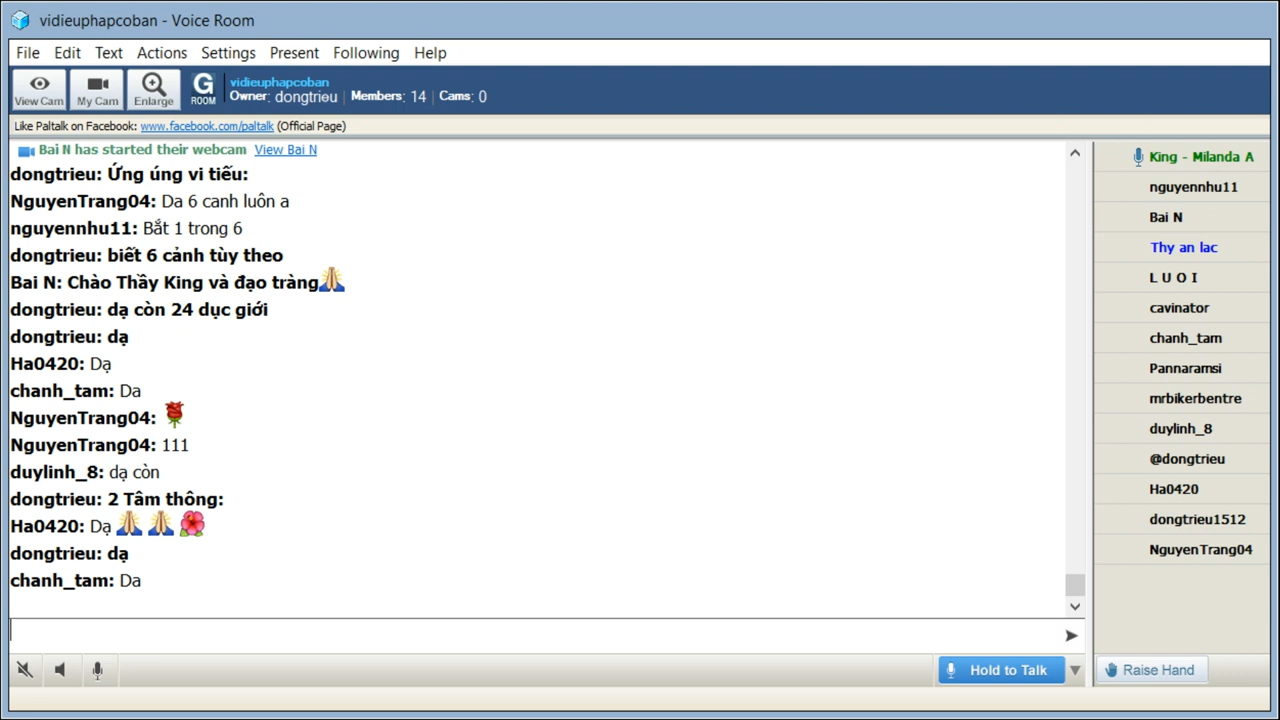 vidieuphapcoban - Voice Room
File Edit Text Actions Settings Present Following Help
View Cam
My Cam
Enlarge
G
ROOM
vidieuphapcoban
Owner: dongtrieu | Members: 14 | Cams: 0
Like Paltalk on Facebook: www.facebook.com/paltalk (Official Page)
Bai N has started their webcam View Bai N
dongtrieu: Ứng úng vi tiếu:
NguyenTrang04: Da 6 canh luôn a
nguyennhu11: Bắt 1 trong 6
dongtrieu: biết 6 cảnh tùy theo
Bai N: Chào Thầy King và đạo tràng🙏
dongtrieu: dạ còn 24 dục giới
dongtrieu: dạ
Ha0420: Dạ
chanh_tam: Da
NguyenTrang04: 🌹
NguyenTrang04: 111
duylinh_8: dạ còn
dongtrieu: 2 Tâm thông:
Ha0420: Dạ 🙏 🙏 🌺
dongtrieu: dạ
chanh_tam: Da
King - Milanda A
nguyennhu11
Bai N
Thy an lac
L U O I
cavinator
chanh_tam
Pannaramsi
mrbikerbentre
duylinh_8
@dongtrieu
Ha0420
dongtrieu1512
NguyenTrang04
Hold to Talk
Raise Hand